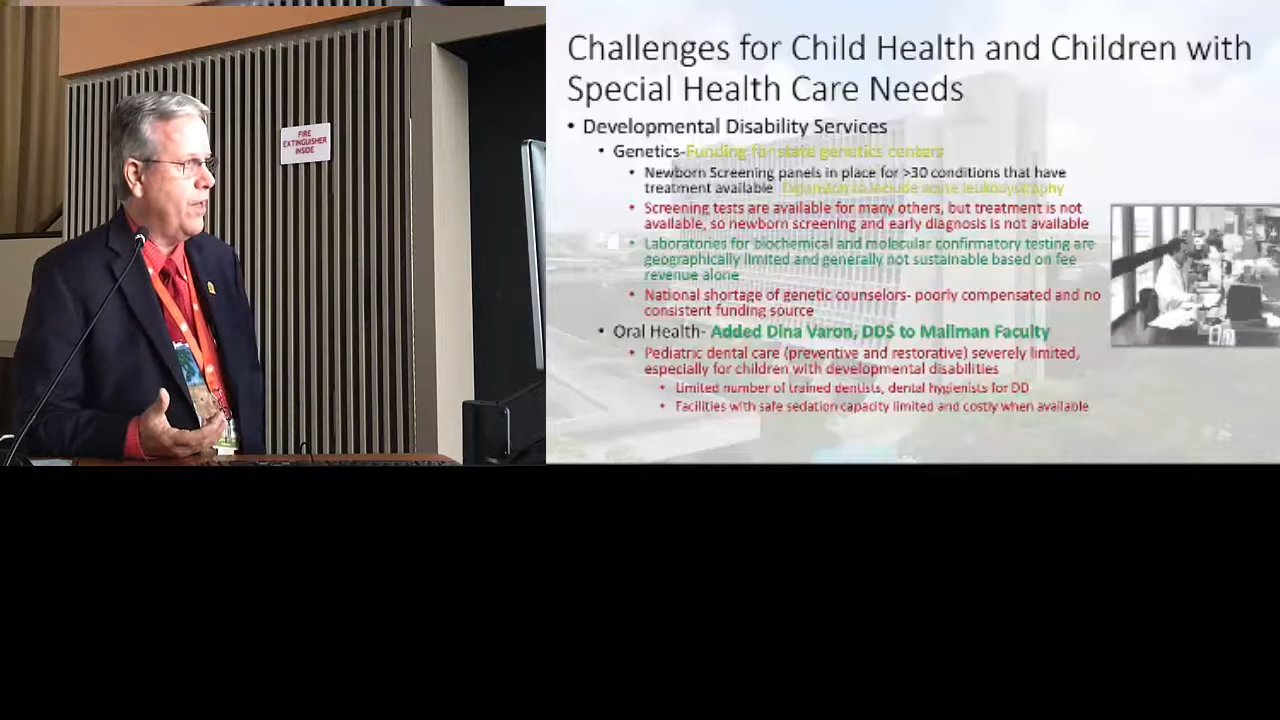 FIRE
EXTINGUISHER
INSIDE
Challenges for Child Health and Children with
Special Health Care Needs
• Developmental Disability Services
• Genetics-Funding for state genetics centers
• Newborn Screening panels in place for >30 conditions that have
treatment available Expansion to include acute leukodystrophy
• Screening tests are available for many others, but treatment is not
available, so newborn screening and early diagnosis is not available
• Laboratories for biochemical and molecular confirmatory testing are
geographically limited and generally not sustainable based on fee
revenue alone
• National shortage of genetic counselors- poorly compensated and no
consistent funding source
• Oral Health- Added Dina Varon, DDS to Mailman Faculty
• Pediatric dental care (preventive and restorative) severely limited,
especially for children with developmental disabilities
• Limited number of trained dentists, dental hygienists for DD
• Facilities with safe sedation capacity limited and costly when available